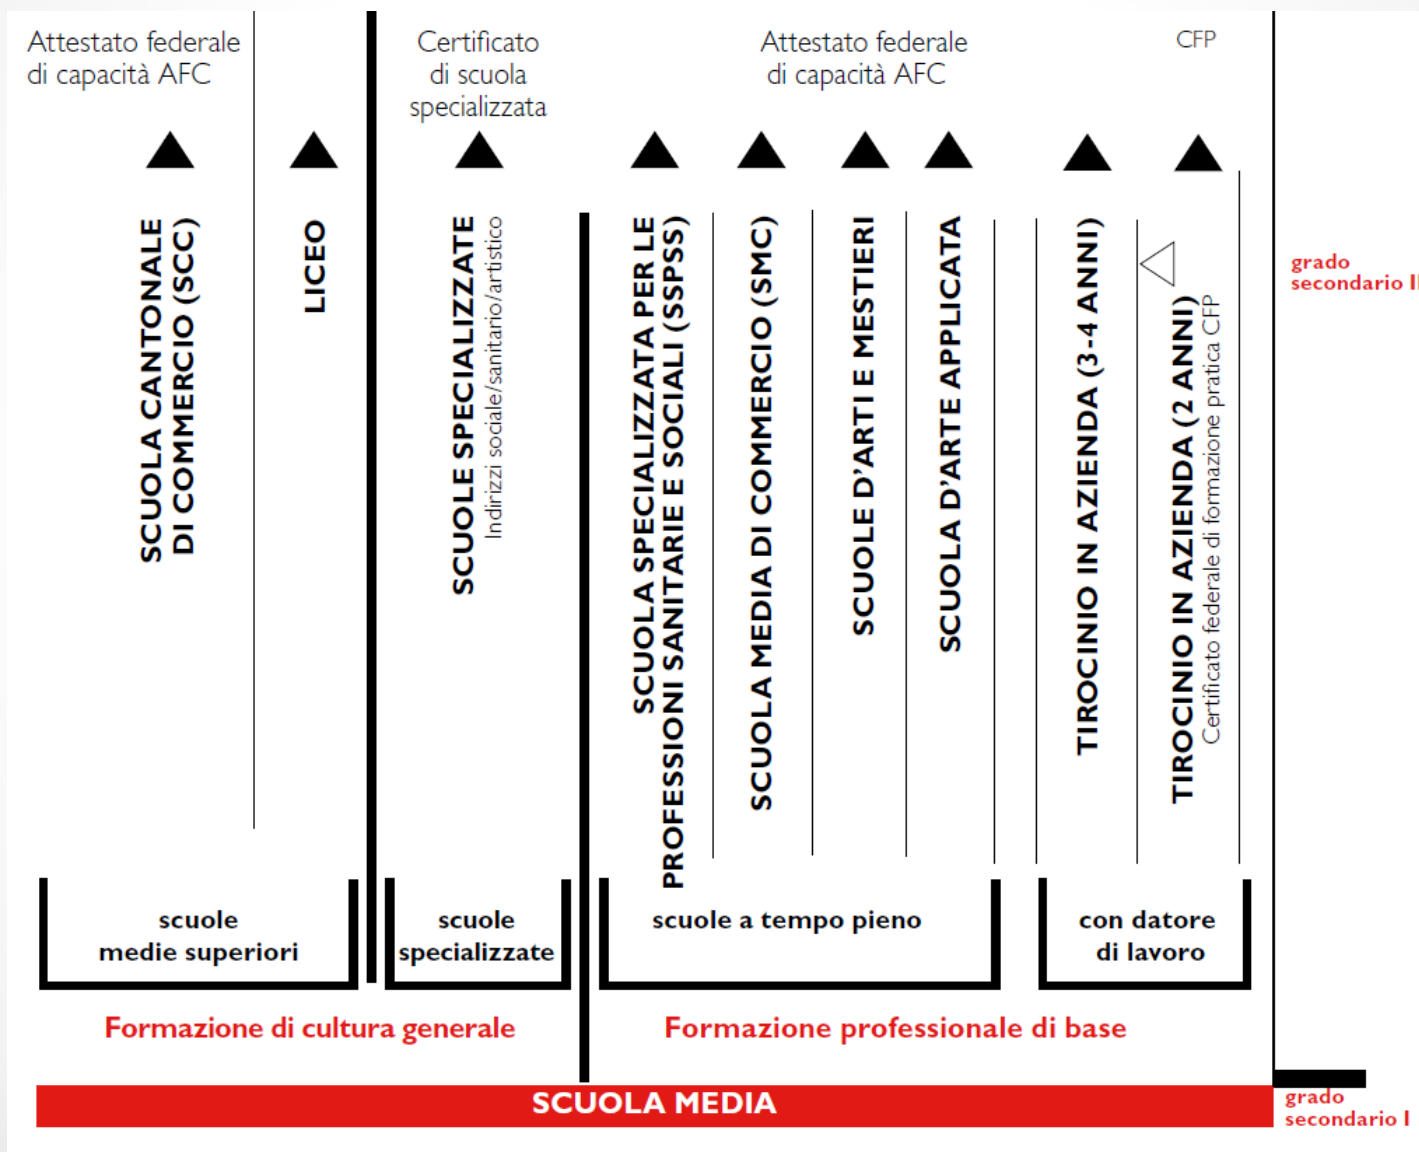 Attestato federale
di capacità AFC
Certificato
di scuola
specializzata
Attestato federale
di capacità AFC
CFP
SCUOLA CANTONALE
DI COMMERCIO (SCC)
LICEO
SCUOLE SPECIALIZZATE
Indirizzi sociale/sanitario/artistico
SCUOLA SPECIALIZZATA PER LE
PROFESSIONI SANITARIE E SOCIALI (SSPSS)
SCUOLA MEDIA DI COMMERCIO (SMC)
SCUOLE D'ARTI E MESTIERI
SCUOLA D'ARTE APPLICATA
TIROCINIO IN AZIENDA (3-4 ANNI)
TIROCINIO IN AZIENDA (2 ANNI)
Certificato federale di formazione pratica CFP
grado
secondario II
scuole
medie superiori
scuole
specializzate
scuole a tempo pieno
con datore
di lavoro
Formazione di cultura generale
Formazione professionale di base
SCUOLA MEDIA
grado
secondario I